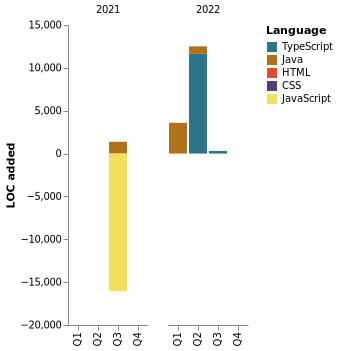 2021
2022
LOC added
15,000
10,000
5,000
0
−5,000
−10,000
−15,000
−20,000
Q1
Q2
Q3
Q4
Q1
Q2
Q3
Q4
Language
TypeScript
Java
HTML
CSS
JavaScript